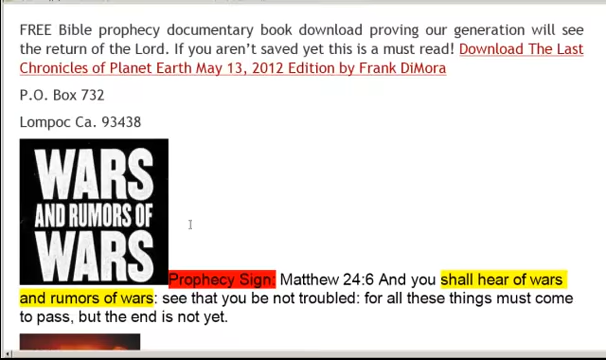 FREE Bible prophecy documentary book download proving our generation will see
the return of the Lord. If you aren't saved yet this is a must read! Download The Last
Chronicles of Planet Earth May 13, 2012 Edition by Frank DiMora
P.O. Box 732
Lompoc Ca. 93438
WARS
AND RUMORS OF
WARS
Prophecy Sign: Matthew 24:6 And you shall hear of wars
and rumors of wars: see that you be not troubled: for all these things must come
to pass, but the end is not yet.